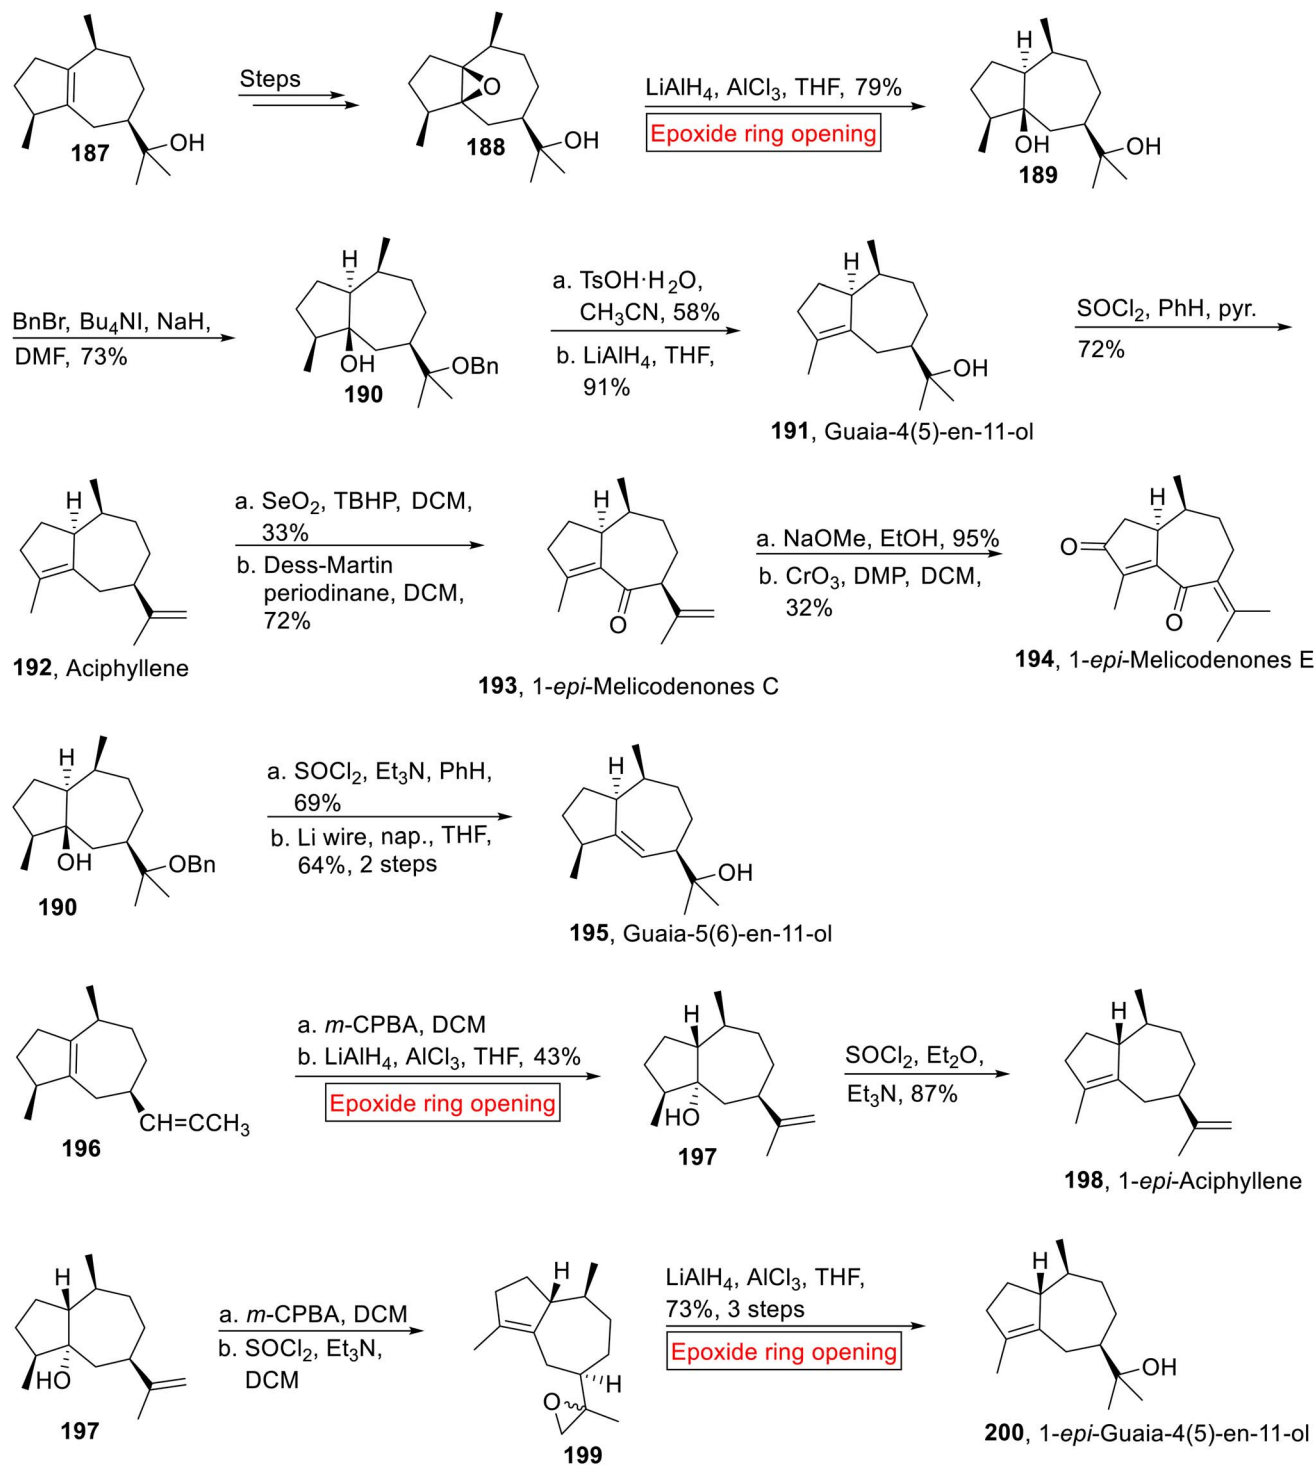 Steps
O
OH
187
OH
188
LiAlH4, AlCl3, THF, 79%
Epoxide ring opening
H
OH
OH
189
BnBr, Bu4NI, NaH,
DMF, 73%
H
OH
OBn
190
a. TsOH·H2O,
CH3CN, 58%
b. LiAlH4, THF,
91%
H
OH
191, Guaia-4(5)-en-11-ol
SOCl2, PhH, pyr.
72%
H
192, Aciphyllene
a. SeO2, TBHP, DCM,
33%
b. Dess-Martin
periodinane, DCM,
72%
H
O
193, 1-epi-Melicodenones C
a. NaOMe, EtOH, 95%
b. CrO3, DMP, DCM,
32%
H
O
O
194, 1-epi-Melicodenones E
H
OH
OBn
190
a. SOCl2, Et3N, PhH,
69%
b. Li wire, nap., THF,
64%, 2 steps
H
OH
195, Guaia-5(6)-en-11-ol
CH=CCH3
196
a. m-CPBA, DCM
b. LiAlH4, AlCl3, THF, 43%
Epoxide ring opening
H
HO
197
SOCl2, Et2O,
Et3N, 87%
H
198, 1-epi-Aciphyllene
H
HO
197
a. m-CPBA, DCM
b. SOCl2, Et3N,
DCM
H
H
O
199
LiAlH4, AlCl3, THF,
73%, 3 steps
Epoxide ring opening
H
OH
200, 1-epi-Guaia-4(5)-en-11-ol